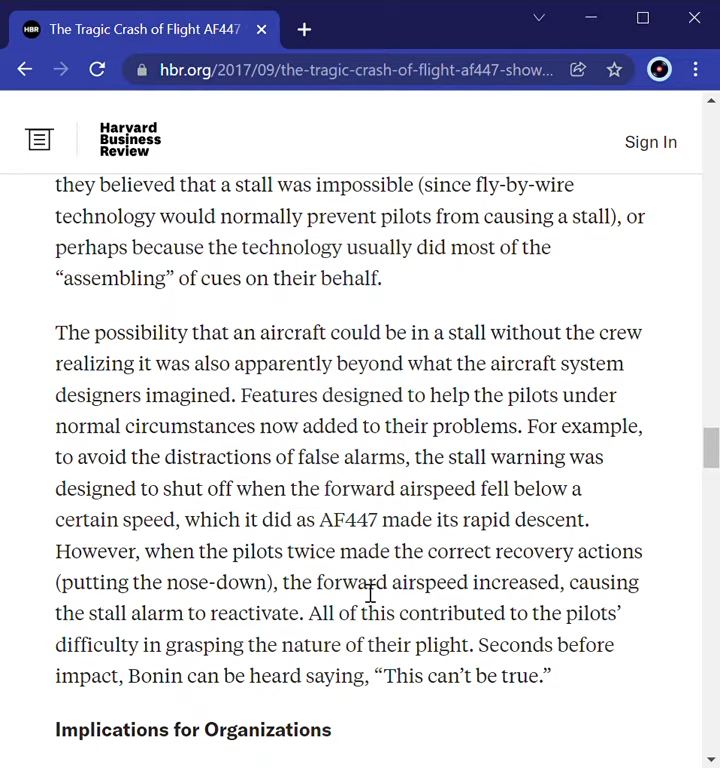 HBR
The Tragic Crash of Flight AF447
hbr.org/2017/09/the-tragic-crash-of-flight-af447-show...
Harvard
Business
Review
Sign In
they believed that a stall was impossible (since fly-by-wire
technology would normally prevent pilots from causing a stall), or
perhaps because the technology usually did most of the
“assembling” of cues on their behalf.
The possibility that an aircraft could be in a stall without the crew
realizing it was also apparently beyond what the aircraft system
designers imagined. Features designed to help the pilots under
normal circumstances now added to their problems. For example,
to avoid the distractions of false alarms, the stall warning was
designed to shut off when the forward airspeed fell below a
certain speed, which it did as AF447 made its rapid descent.
However, when the pilots twice made the correct recovery actions
(putting the nose-down), the forward airspeed increased, causing
the stall alarm to reactivate. All of this contributed to the pilots’
difficulty in grasping the nature of their plight. Seconds before
impact, Bonin can be heard saying, “This can’t be true.”
Implications for Organizations